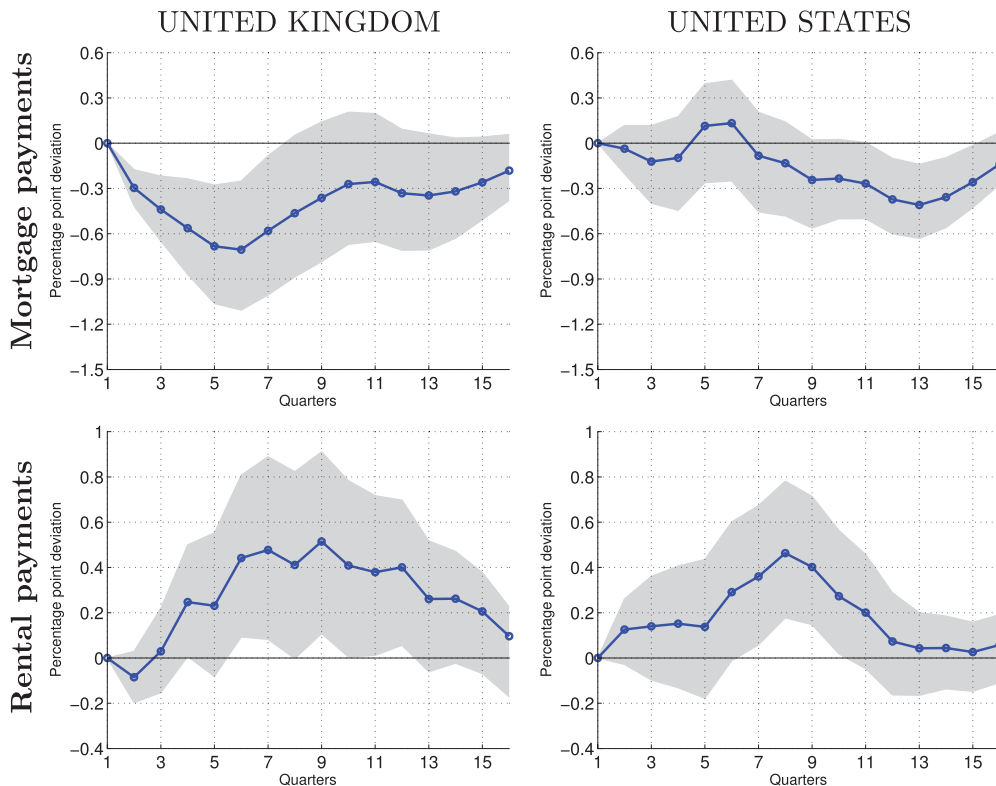 UNITED KINGDOM
UNITED STATES
Mortgage payments
Percentage point deviation
0.6
0.3
0
−0.3
−0.6
−0.9
−1.2
−1.5
1 3 5 7 9 11 13 15
Quarters
Percentage point deviation
0.6
0.3
0
−0.3
−0.6
−0.9
−1.2
−1.5
1 3 5 7 9 11 13 15
Quarters
Rental payments
Percentage point deviation
1
0.8
0.6
0.4
0.2
0
−0.2
−0.4
1 3 5 7 9 11 13 15
Quarters
Percentage point deviation
1
0.8
0.6
0.4
0.2
0
−0.2
−0.4
1 3 5 7 9 11 13 15
Quarters